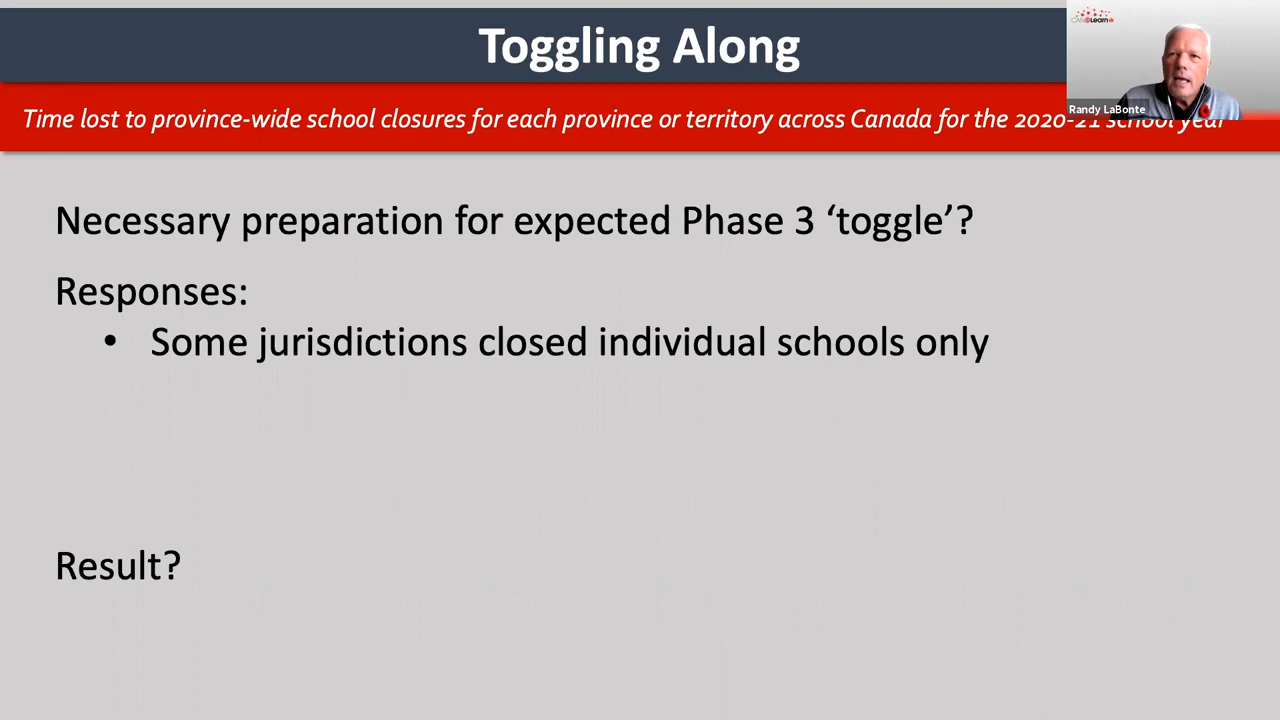 Toggling Along
CAN eLearn
Randy LaBonte
Time lost to province-wide school closures for each province or territory across Canada for the 2020-21 school year
Necessary preparation for expected Phase 3 ‘toggle’?
Responses:
• Some jurisdictions closed individual schools only
Result?